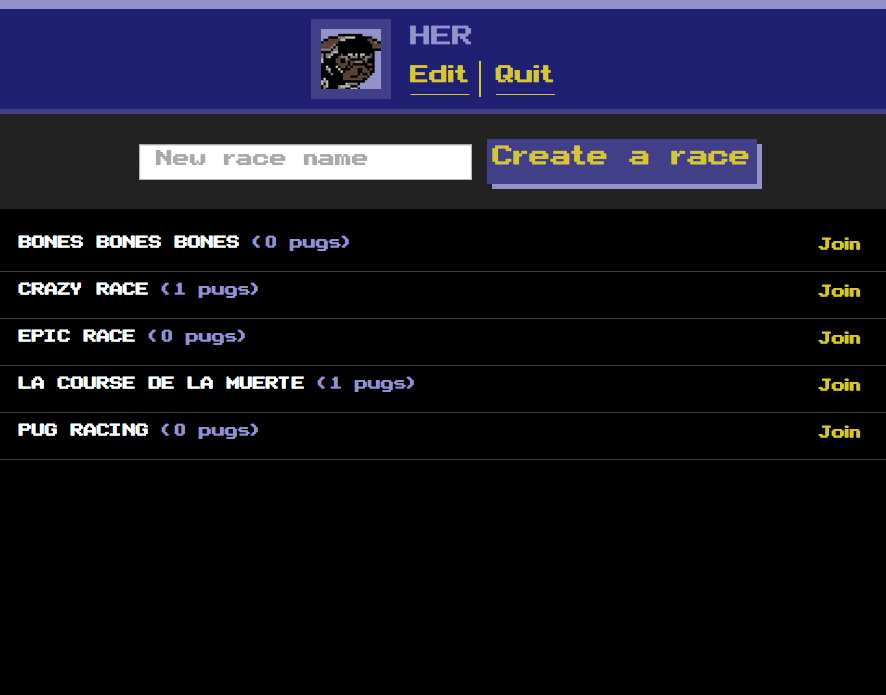 HER
Edit Quit
New race name Create a race
BONES BONES BONES (0 pugs) Join
CRAZY RACE (1 pugs) Join
EPIC RACE (0 pugs) Join
LA COURSE DE LA MUERTE (1 pugs) Join
PUG RACING (0 pugs) Join